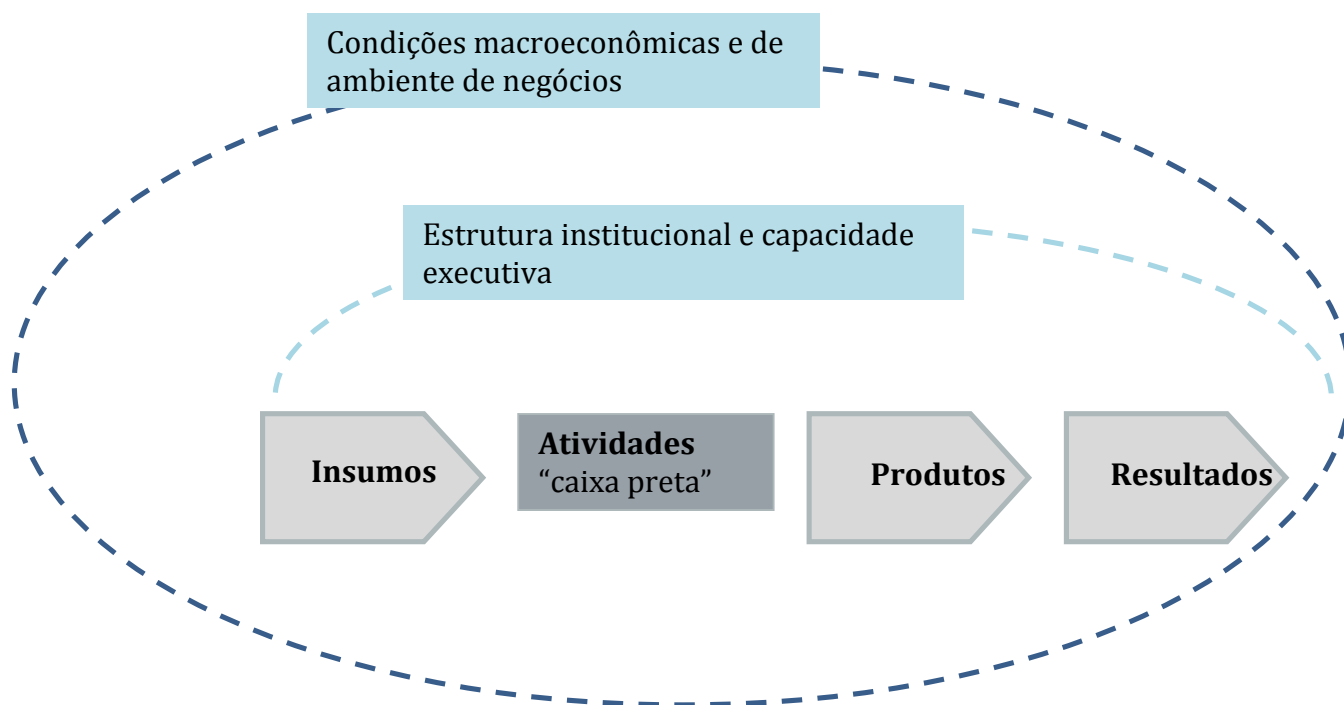 Condições macroeconômicas e de
ambiente de negócios
Estrutura institucional e capacidade
executiva
Insumos
Atividades
“caixa preta”
Produtos
Resultados